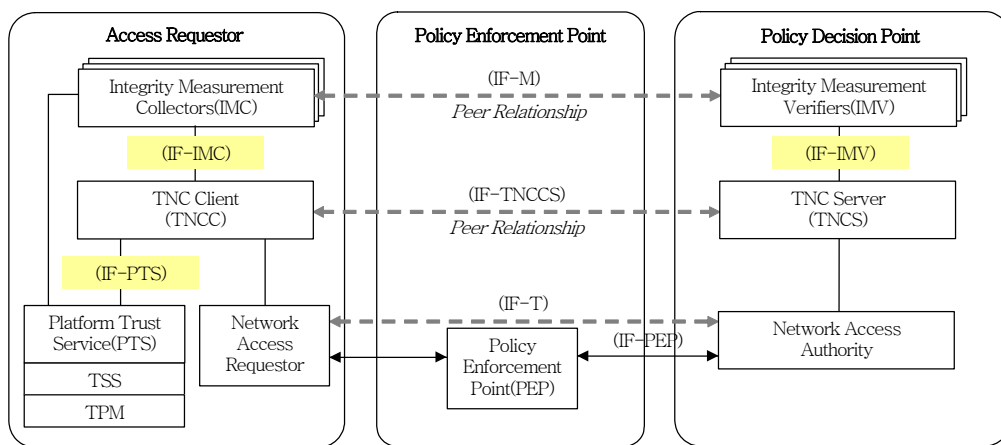 Access Requestor
Policy Enforcement Point
Policy Decision Point
Integrity Measurement
Collectors(IMC)
(IF-M)
Peer Relationship
Integrity Measurement
Verifiers(IMV)
(IF-IMC)
(IF-IMV)
TNC Client
(TNCC)
(IF-TNCCS)
Peer Relationship
TNC Server
(TNCS)
(IF-PTS)
Platform Trust
Service(PTS)
TSS
TPM
Network
Access
Requestor
(IF-T)
Policy
Enforcement
Point(PEP)
(IF-PEP)
Network Access
Authority